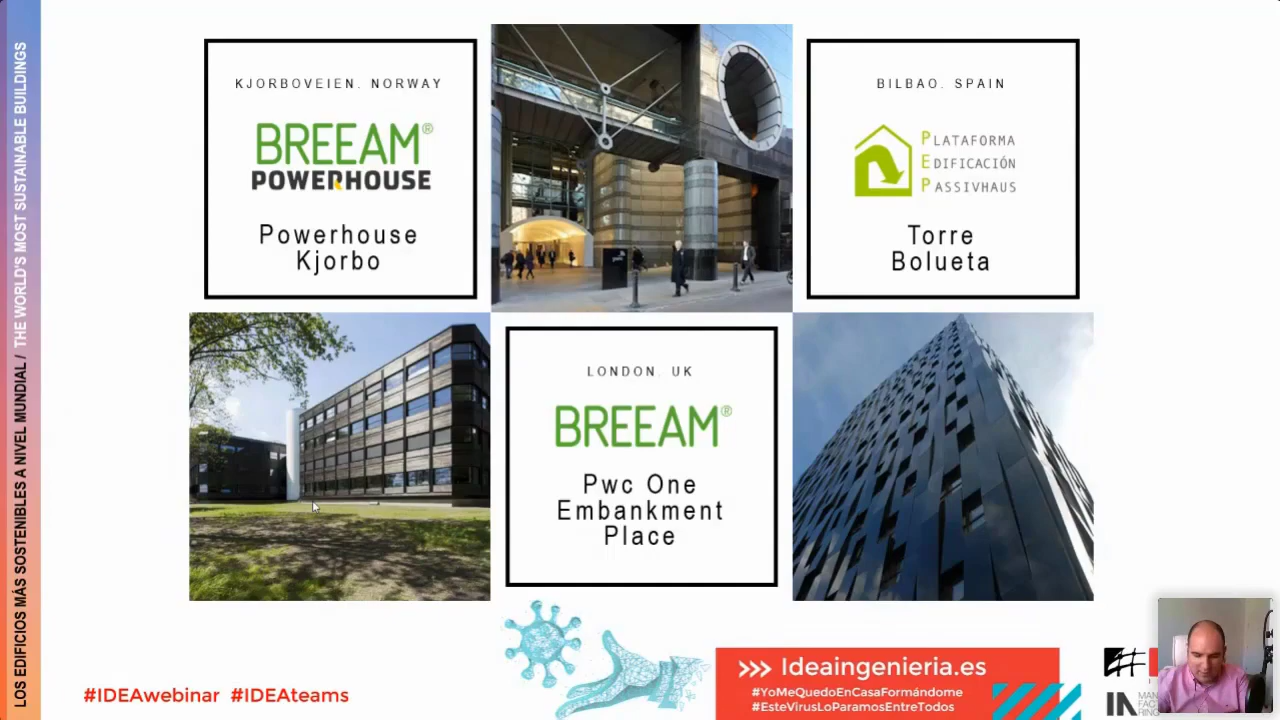 LOS EDIFICIOS MÁS SOSTENIBLES A NIVEL MUNDIAL / THE WORLD'S MOST SUSTAINABLE BUILDINGS
KJORBOVEIEN. NORWAY
BREEAM®
POWERHOUSE
Powerhouse
Kjorbo
BILBAO. SPAIN
PLATAFORMA
EDIFICACIÓN
PASSIVHAUS
Torre
Bolueta
LONDON. UK
BREEAM®
Pwc One
Embankment
Place
#IDEAwebinar #IDEAteams
>>> Ideaingenieria.es
#YoMeQuedoEnCasaFormándome
#EsteVirusLoParamosEntreTodos